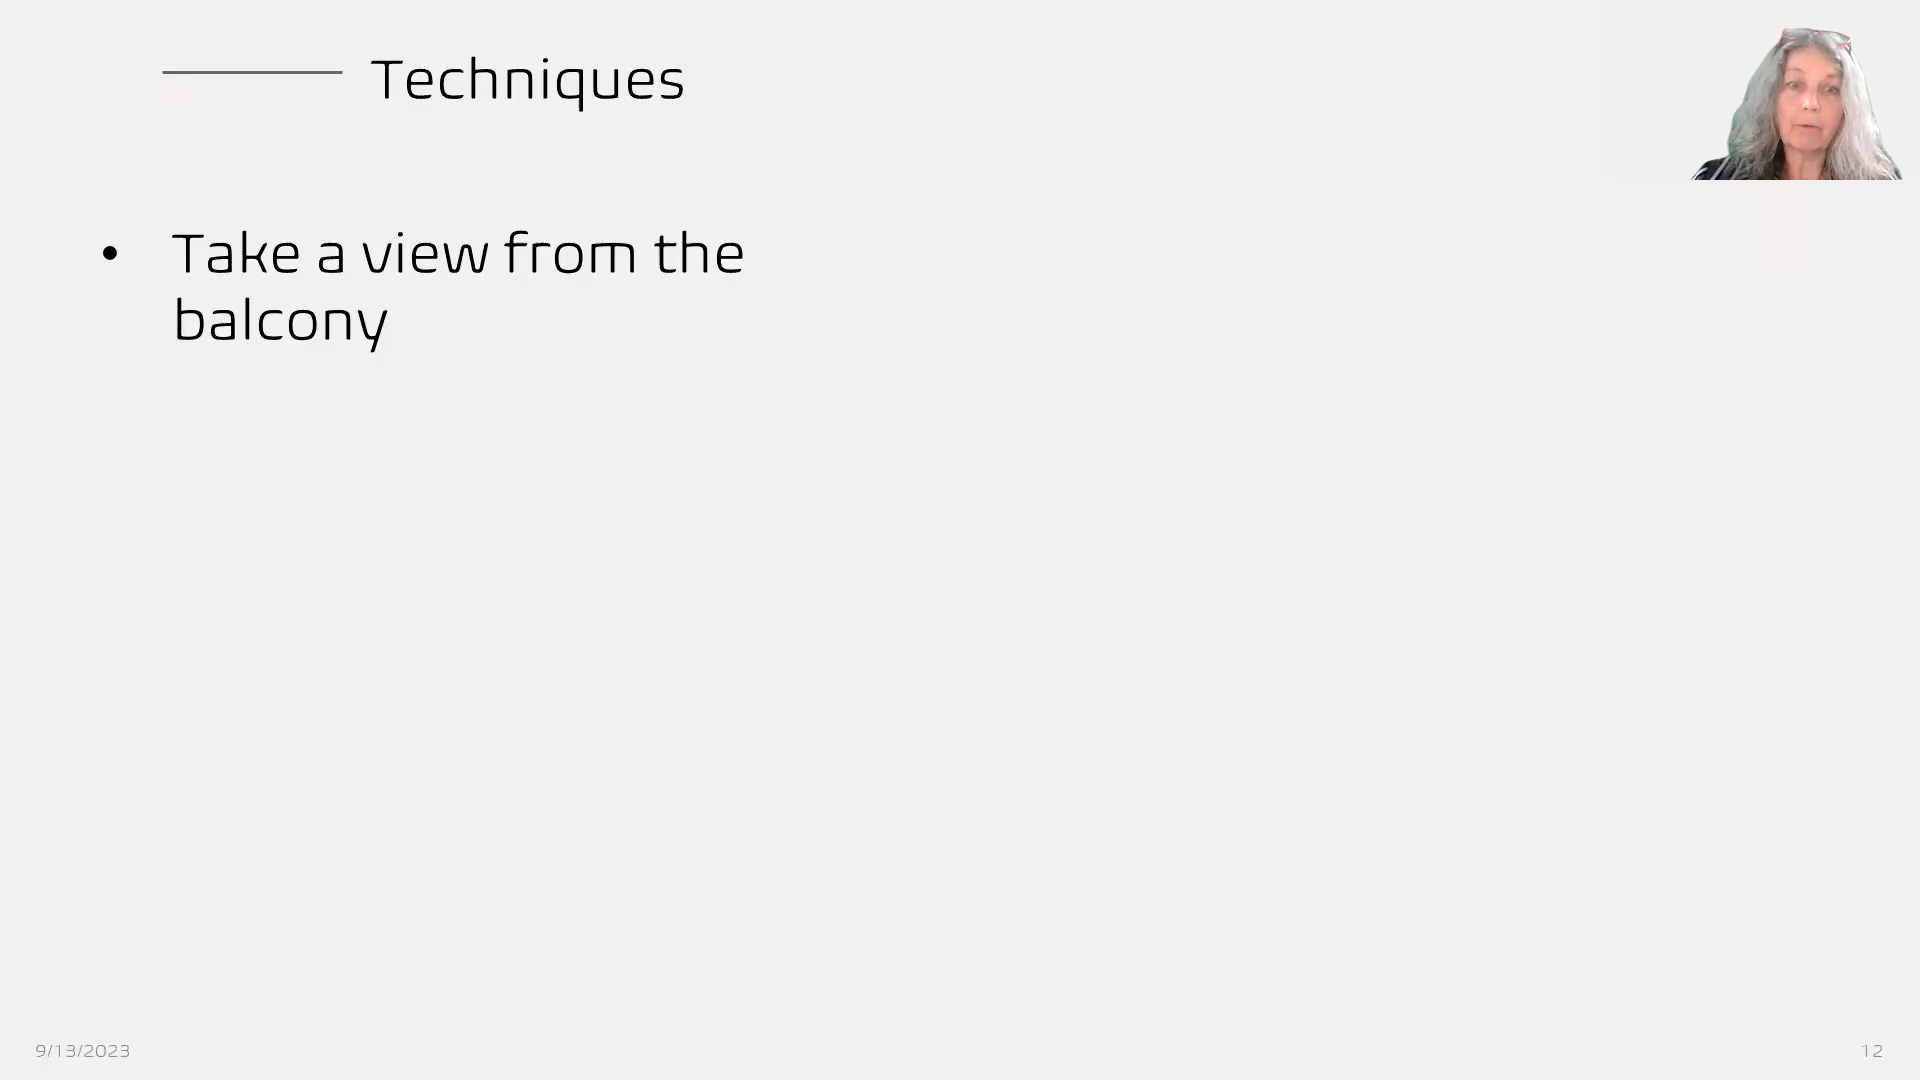 Techniques
• Take a view from the
balcony
9/13/2023
12